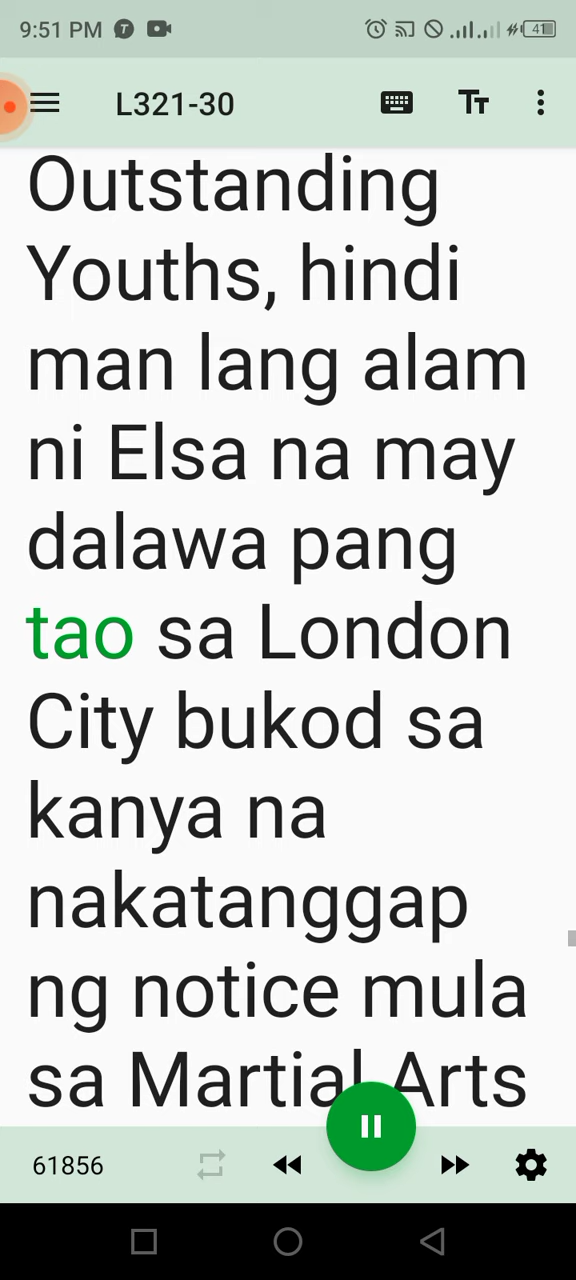 9:51 PM
41
L321-30
Outstanding
Youths, hindi
man lang alam
ni Elsa na may
dalawa pang
tao sa London
City bukod sa
kanya na
nakatanggap
ng notice mula
sa Martial Arts
61856